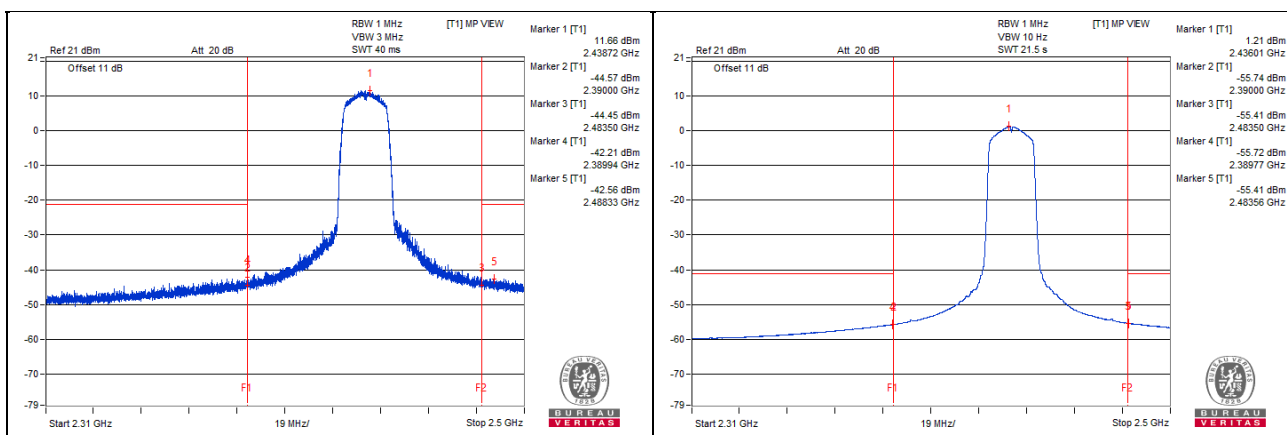 RBW 1 MHz
[T1] MP VIEW
VBW 3 MHz
Ref 21 dBm
Att 20 dB
SWT 40 ms
21
Offset 11 dB
10
0
-10
-20
-30
-40
-50
-60
-70
-79
1
4
2
3
5
F1
F2
Start 2.31 GHz
19 MHz/
Stop 2.5 GHz
Marker 1 [T1]
11.66 dBm
2.43872 GHz
Marker 2 [T1]
-44.57 dBm
2.39000 GHz
Marker 3 [T1]
-44.45 dBm
2.48350 GHz
Marker 4 [T1]
-42.21 dBm
2.38994 GHz
Marker 5 [T1]
-42.56 dBm
2.48833 GHz
BUREAU VERITAS
1828
BUREAU
VERITAS
RBW 1 MHz
[T1] MP VIEW
VBW 10 Hz
Ref 21 dBm
Att 20 dB
SWT 21.5 s
21
Offset 11 dB
10
0
-10
-20
-30
-40
-50
-60
-70
-79
1
F1
F2
Start 2.31 GHz
19 MHz/
Stop 2.5 GHz
Marker 1 [T1]
1.21 dBm
2.43601 GHz
Marker 2 [T1]
-55.74 dBm
2.39000 GHz
Marker 3 [T1]
-55.41 dBm
2.48350 GHz
Marker 4 [T1]
-55.72 dBm
2.38977 GHz
Marker 5 [T1]
-55.41 dBm
2.48356 GHz
BUREAU VERITAS
1828
BUREAU
VERITAS